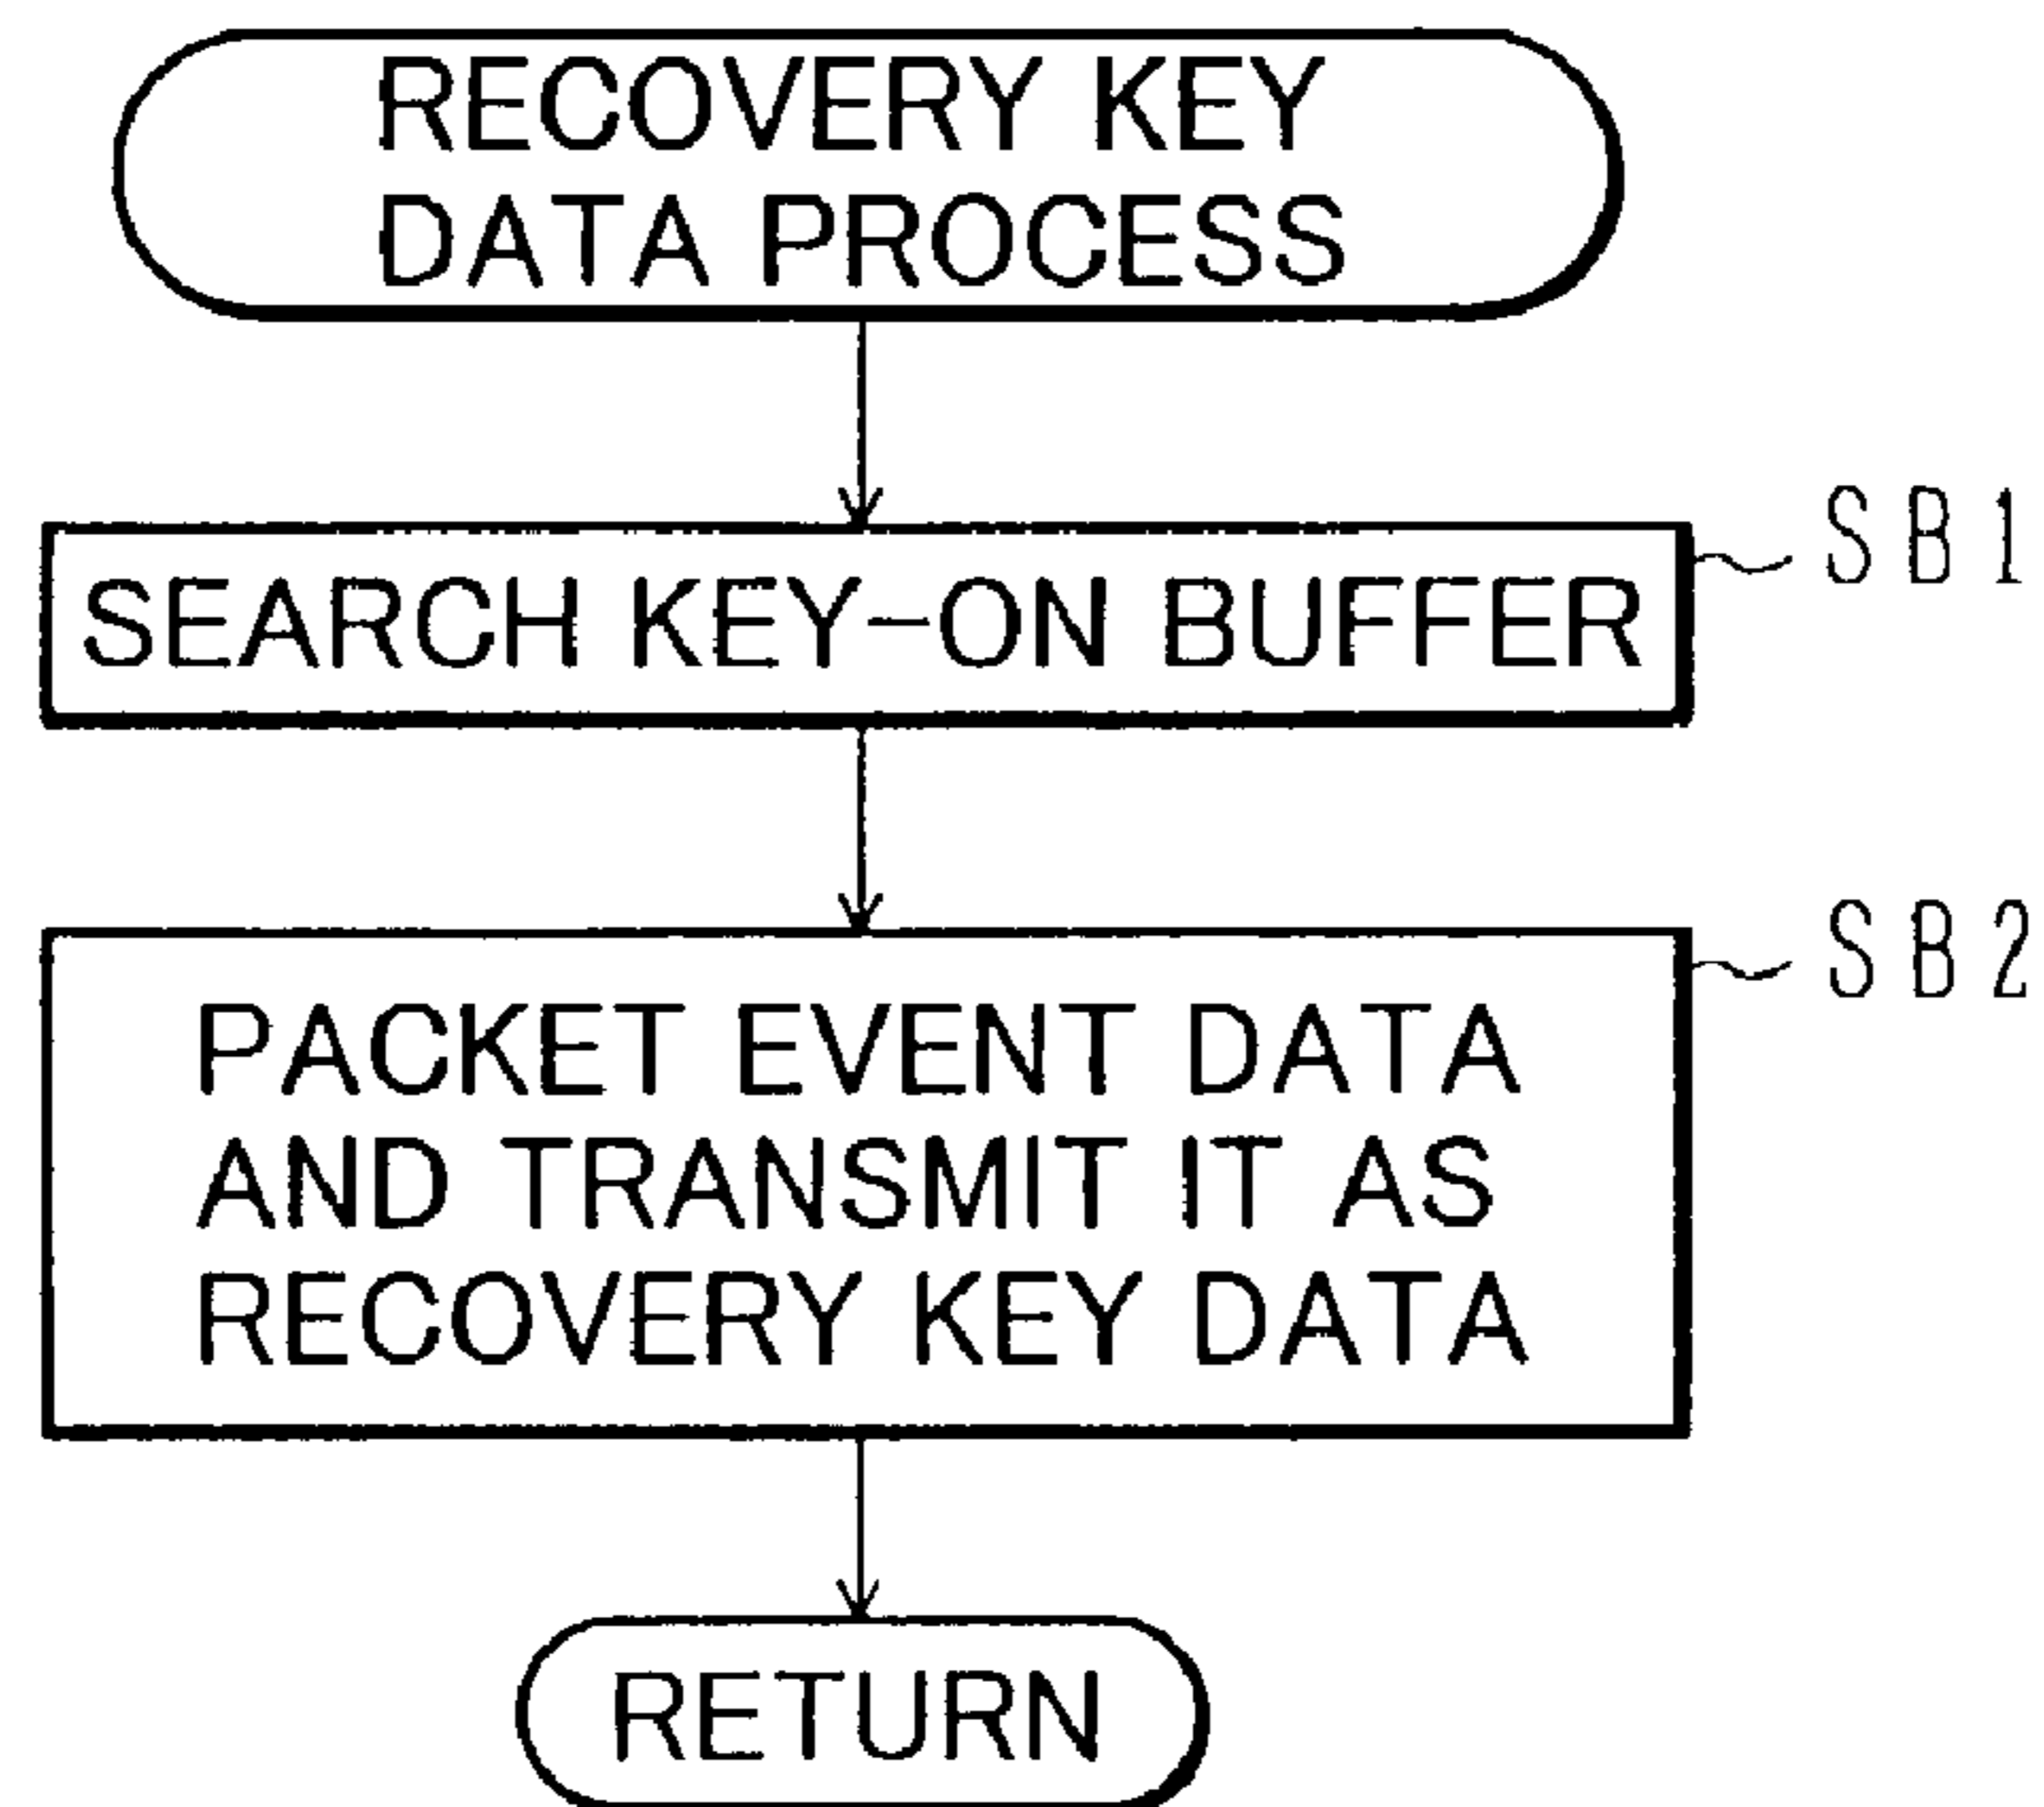 RECOVERY KEY
DATA PROCESS
SB1
SEARCH KEY-ON BUFFER
SB2
PACKET EVENT DATA
AND TRANSMIT IT AS
RECOVERY KEY DATA
RETURN